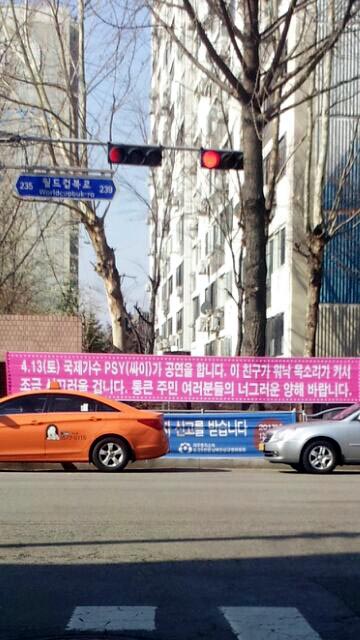 235 월드컵북로 239
Worldcupbuk-ro
4.13(토) 국제가수 PSY(싸이)가 공연을 합니다. 이 친구가 워낙 목소리가 커서
조금 시끄러울 겁니다. 통큰 주민 여러분들의 너그러운 양해 바랍니다.
신고를 받습니다